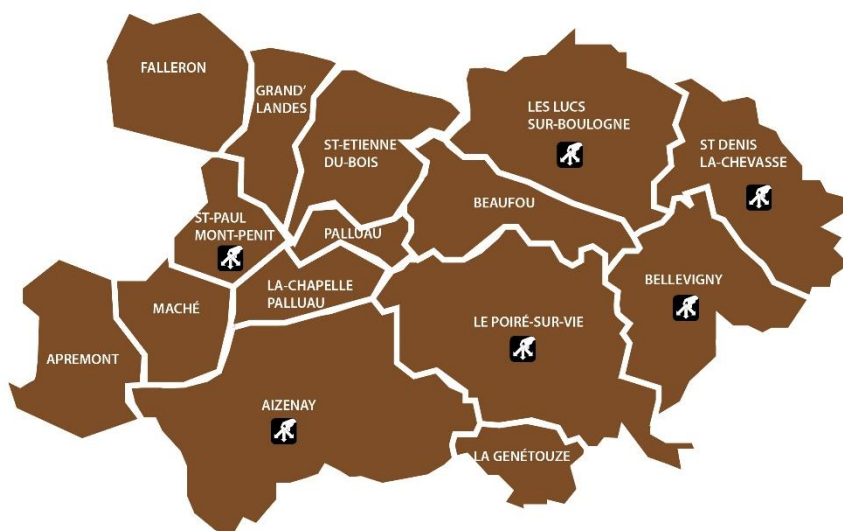 FALLERON
GRAND'
LANDES
ST-ETIENNE
DU-BOIS
LES LUCS
SUR-BOULOGNE
ST DENIS
LA-CHEVASSE
ST-PAUL
MONT-PENIT
PALLUAU
BEAUFOU
LA-CHAPELLE
PALLUAU
BELLEVIGNY
MACHÉ
LE POIRÉ-SUR-VIE
APREMONT
AIZENAY
LA GENÉTOUZE